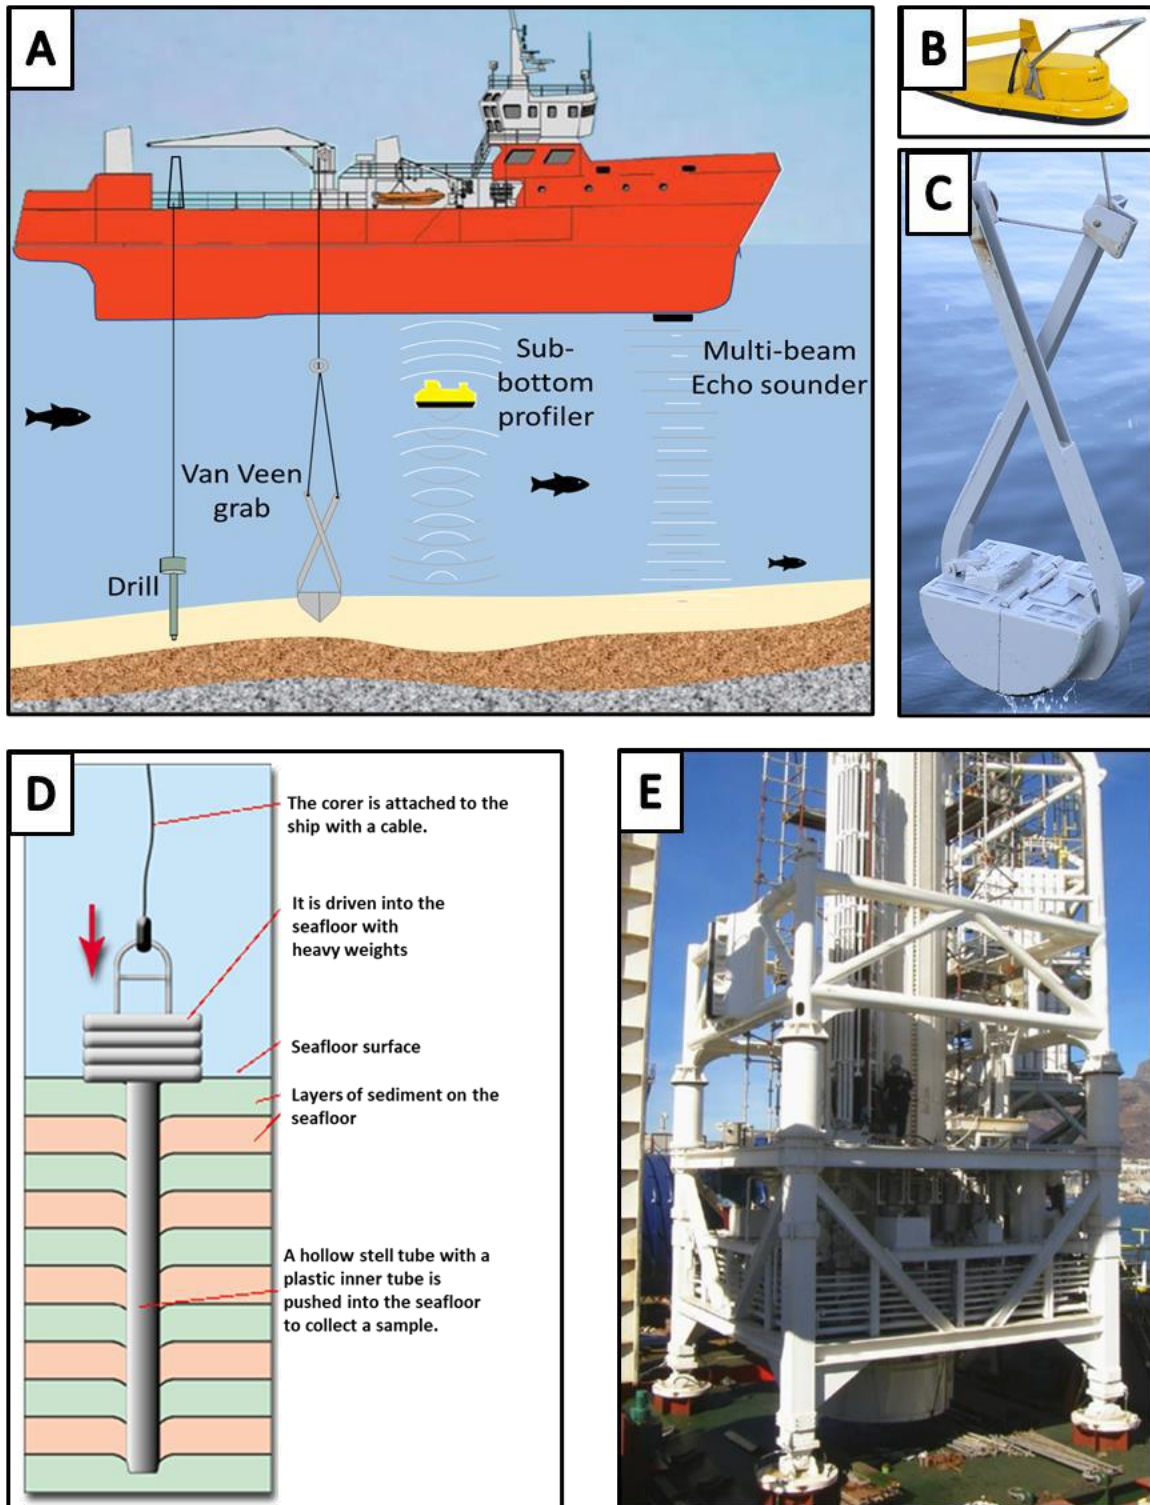 A
Sub-
bottom
profiler
Multi-beam
Echo sounder
Van Veen
grab
Drill
B
C
D
The corer is attached to the
ship with a cable.
It is driven into the
seafloor with
heavy weights
Seafloor surface
Layers of sediment on the
seafloor
A hollow stell tube with a
plastic inner tube is
pushed into the seafloor
to collect a sample.
E